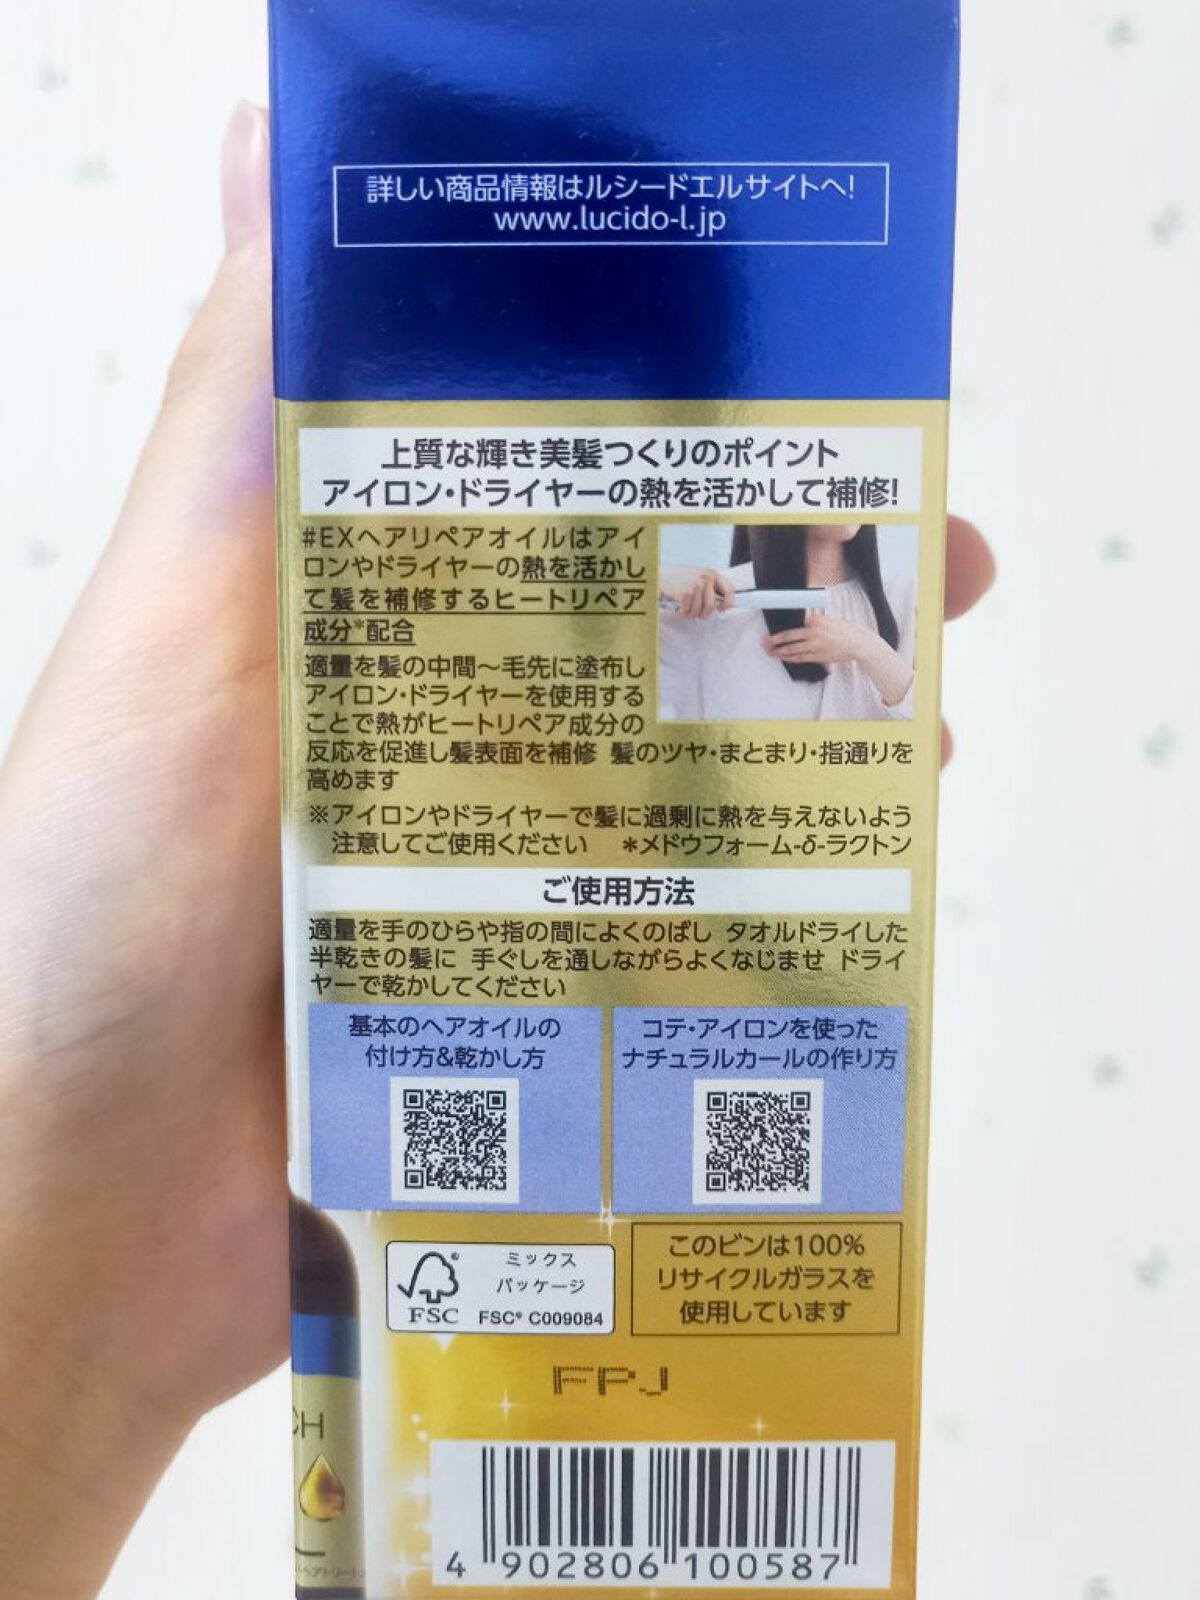 詳しい商品情報はルシードエルサイトへ!
www.lucido-l.jp
上質な輝き美髪つくりのポイント
アイロン・ドライヤーの熱を活かして補修!
#EXヘアリペアオイルはアイ
ロンやドライヤーの熱を活かし
て髪を補修するヒートリペア
成分*配合
適量を髪の中間～毛先に塗布し
アイロン・ドライヤーを使用する
ことで熱がヒートリペア成分の
反応を促進し髪表面を補修 髪のツヤ・まとまり・指通りを
高めます
※アイロンやドライヤーで髪に過剰に熱を与えないよう
注意してご使用ください *メドウフォーム-δ-ラクトン
ご使用方法
適量を手のひらや指の間によくのばし タオルドライした
半乾きの髪に 手ぐしを通しながらよくなじませ ドライ
ヤーで乾かしてください
基本のヘアオイルの
付け方&乾かし方
コテ・アイロンを使った
ナチュラルカールの作り方
ミックス
パッケージ
FSC
FSC® C009084
このビンは100%
リサイクルガラスを
使用しています
FPJ
CH
4 902806 100587